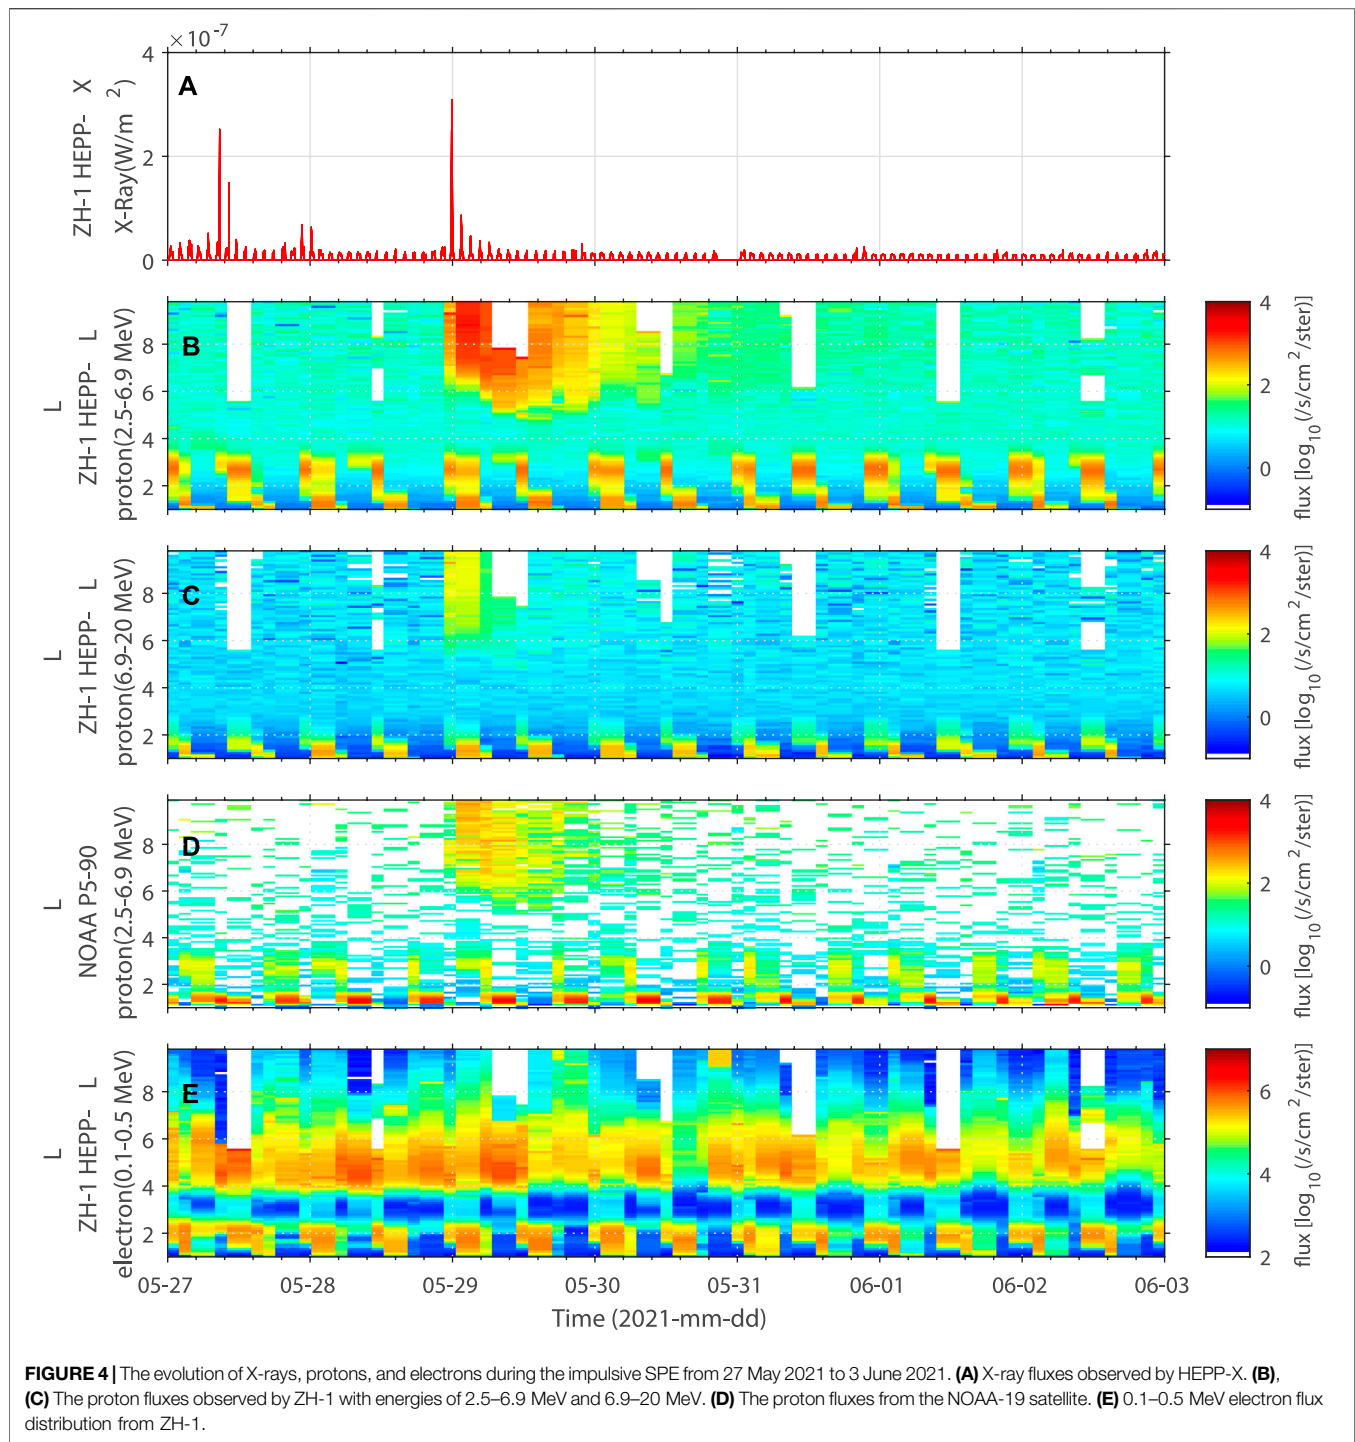 ×10⁻⁷
4
2
0
ZH-1 HEPP- X
X-Ray(W/m²)
A
8
6
4
2
L
ZH-1 HEPP- L
proton(2.5-6.9 MeV)
B
4
2
0
flux [log₁₀(/s/cm²/ster)]
8
6
4
2
L
ZH-1 HEPP- L
proton(6.9-20 MeV)
C
4
2
0
flux [log₁₀(/s/cm²/ster)]
8
6
4
2
L
NOAA P5-90
proton(2.5-6.9 MeV)
D
4
2
0
flux [log₁₀(/s/cm²/ster)]
8
6
4
2
L
ZH-1 HEPP- L
electron(0.1-0.5 MeV)
E
6
4
2
flux [log₁₀(/s/cm²/ster)]
05-27 05-28 05-29 05-30 05-31 06-01 06-02 06-03
Time (2021-mm-dd)
FIGURE 4 | The evolution of X-rays, protons, and electrons during the impulsive SPE from 27 May 2021 to 3 June 2021. (A) X-ray fluxes observed by HEPP-X. (B),
(C) The proton fluxes observed by ZH-1 with energies of 2.5–6.9 MeV and 6.9–20 MeV. (D) The proton fluxes from the NOAA-19 satellite. (E) 0.1–0.5 MeV electron flux
distribution from ZH-1.